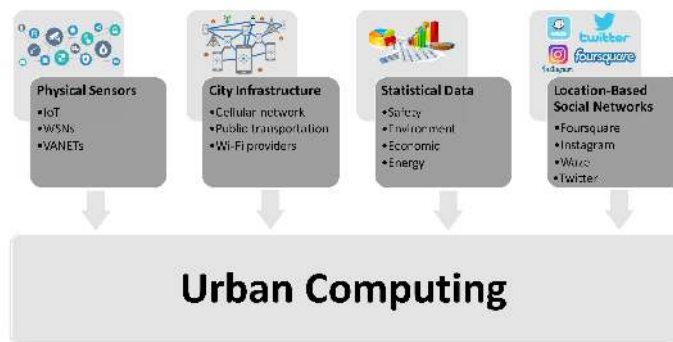 twitter
foursquare
Instagram
Physical Sensors
•IoT
•WSNs
•VANETs
City Infrastructure
•Cellular network
•Public transportation
•Wi-Fi providers
Statistical Data
•Safety
•Environment
•Economic
•Energy
Location-Based
Social Networks
•Foursquare
•Instagram
•Waze
•Twitter
Urban Computing